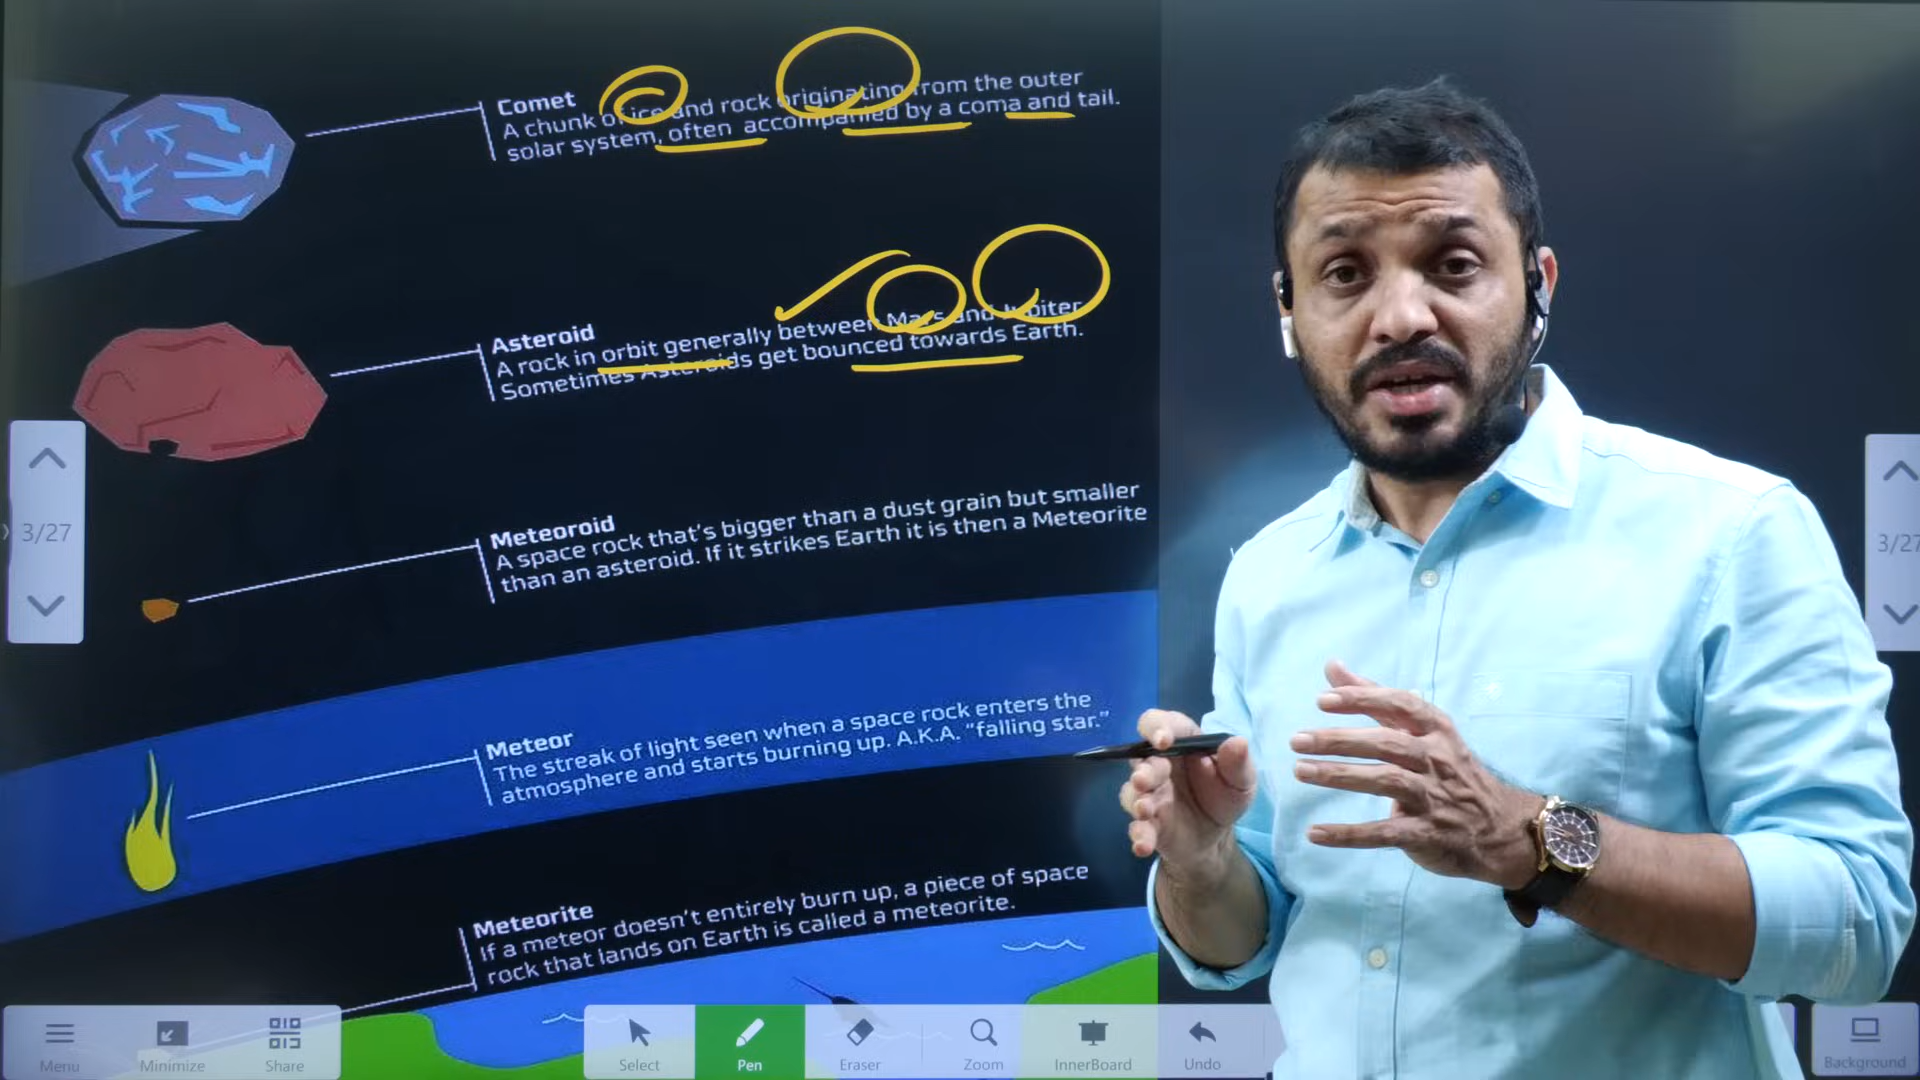 Comet
A chunk of ice and rock originating from the outer
solar system, often accompanied by a coma and tail.
Asteroid
A rock in orbit generally between Mars and Jupiter.
Sometimes Asteroids get bounced towards Earth.
3/27
3/27
Meteoroid
A space rock that's bigger than a dust grain but smaller
than an asteroid. If it strikes Earth it is then a Meteorite
Meteor
The streak of light seen when a space rock enters the
atmosphere and starts burning up. A.K.A. "falling star."
Meteorite
If a meteor doesn't entirely burn up, a piece of space
rock that lands on Earth is called a meteorite.
Menu
Minimize
Share
Select
Pen
Eraser
Zoom
InnerBoard
Undo
Background